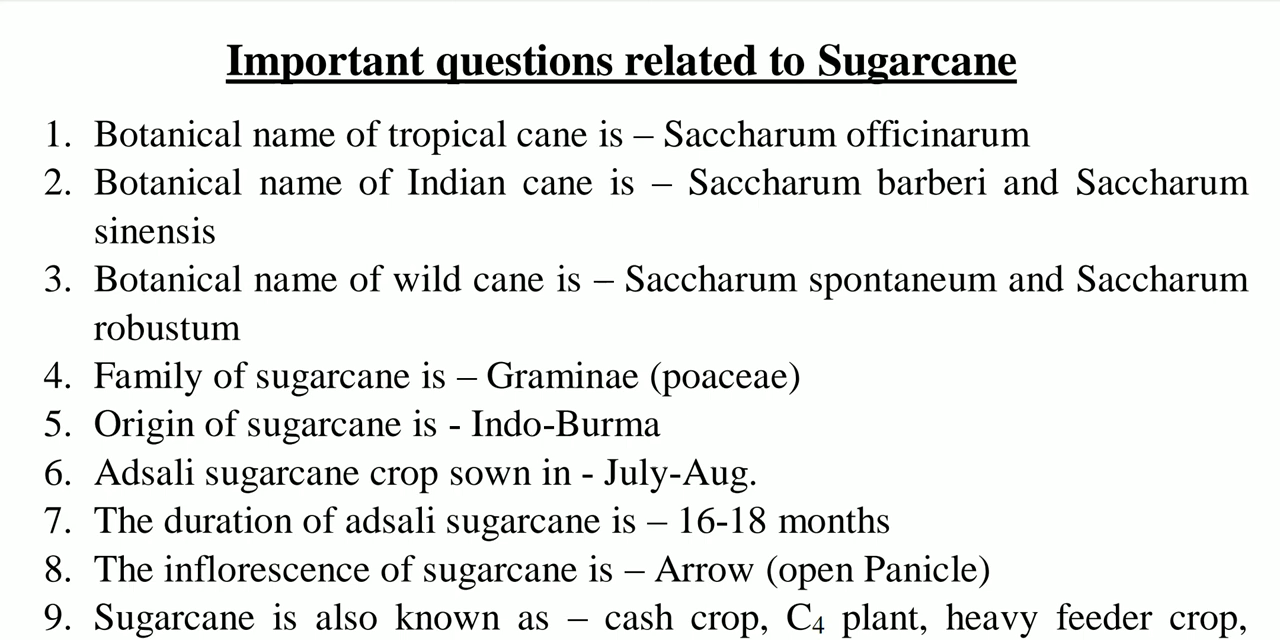 Important questions related to Sugarcane
1. Botanical name of tropical cane is – Saccharum officinarum
2. Botanical name of Indian cane is – Saccharum barberi and Saccharum
sinensis
3. Botanical name of wild cane is – Saccharum spontaneum and Saccharum
robustum
4. Family of sugarcane is – Graminae (poaceae)
5. Origin of sugarcane is - Indo-Burma
6. Adsali sugarcane crop sown in - July-Aug.
7. The duration of adsali sugarcane is – 16-18 months
8. The inflorescence of sugarcane is – Arrow (open Panicle)
9. Sugarcane is also known as – cash crop, C₄ plant, heavy feeder crop,